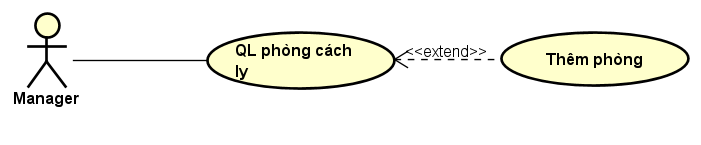 QL phòng cách
ly
<<extend>>
Thêm phòng
Manager